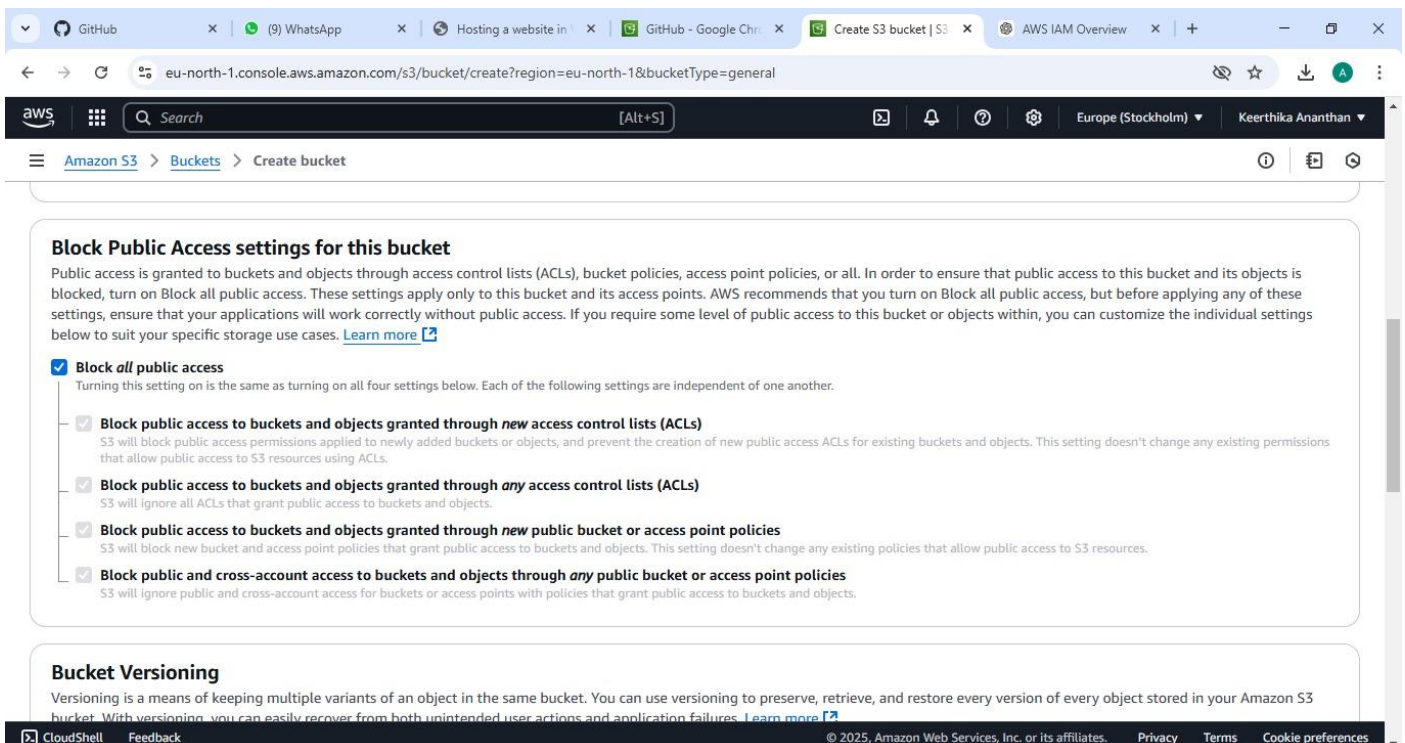 GitHub
(9) WhatsApp
Hosting a website in
GitHub - Google Chr
Create S3 bucket | S3
AWS IAM Overview
eu-north-1.console.aws.amazon.com/s3/bucket/create?region=eu-north-1&bucketType=general
A
aws
Search
[Alt+S]
Europe (Stockholm)
Keerthika Ananthan
Amazon S3 > Buckets > Create bucket
Block Public Access settings for this bucket
Public access is granted to buckets and objects through access control lists (ACLs), bucket policies, access point policies, or all. In order to ensure that public access to this bucket and its objects is
blocked, turn on Block all public access. These settings apply only to this bucket and its access points. AWS recommends that you turn on Block all public access, but before applying any of these
settings, ensure that your applications will work correctly without public access. If you require some level of public access to this bucket or objects within, you can customize the individual settings
below to suit your specific storage use cases. Learn more
Block all public access
Turning this setting on is the same as turning on all four settings below. Each of the following settings are independent of one another.
Block public access to buckets and objects granted through new access control lists (ACLs)
S3 will block public access permissions applied to newly added buckets or objects, and prevent the creation of new public access ACLs for existing buckets and objects. This setting doesn't change any existing permissions
that allow public access to S3 resources using ACLs.
Block public access to buckets and objects granted through any access control lists (ACLs)
S3 will ignore all ACLs that grant public access to buckets and objects.
Block public access to buckets and objects granted through new public bucket or access point policies
S3 will block new bucket and access point policies that grant public access to buckets and objects. This setting doesn't change any existing policies that allow public access to S3 resources.
Block public and cross-account access to buckets and objects through any public bucket or access point policies
S3 will ignore public and cross-account access for buckets or access points with policies that grant public access to buckets and objects.
Bucket Versioning
Versioning is a means of keeping multiple variants of an object in the same bucket. You can use versioning to preserve, retrieve, and restore every version of every object stored in your Amazon S3
bucket. With versioning, you can easily recover from both unintended user actions and application failures. Learn more
CloudShell
Feedback
© 2025, Amazon Web Services, Inc. or its affiliates.
Privacy
Terms
Cookie preferences